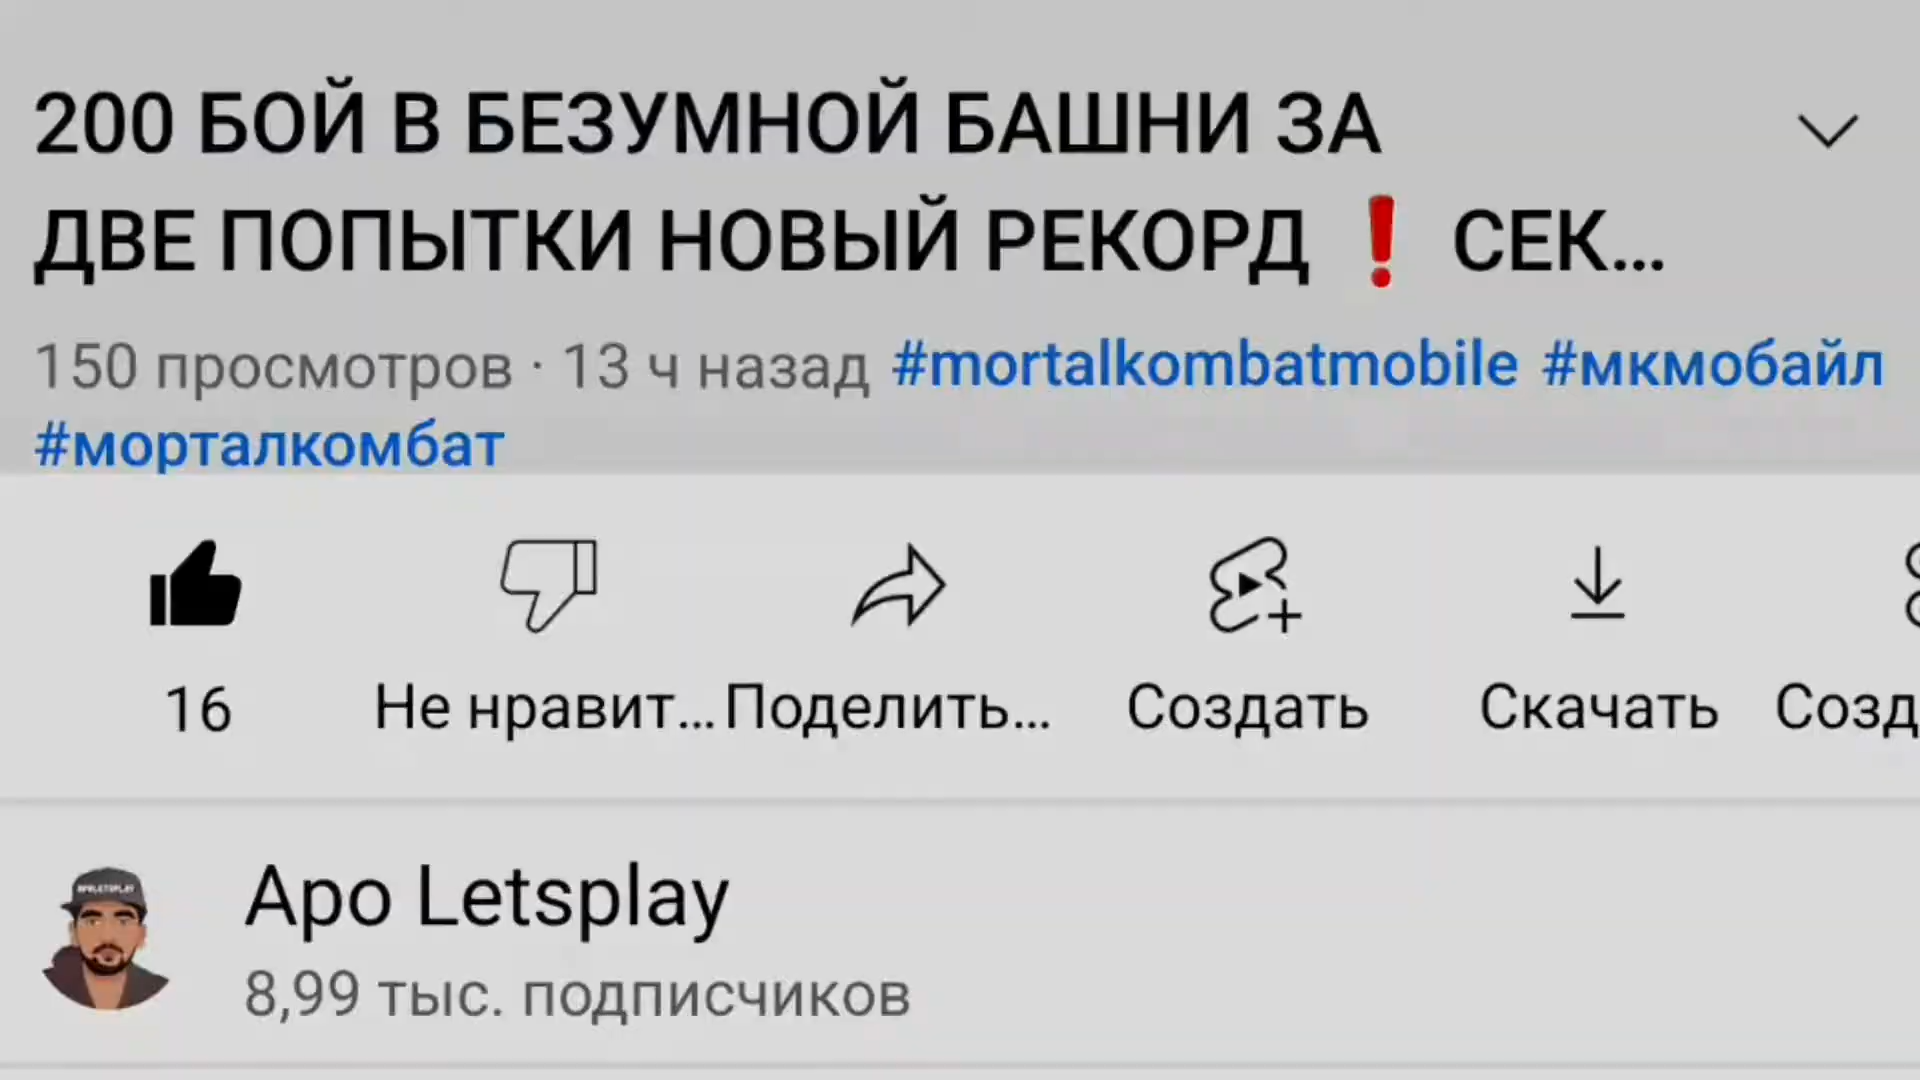 200 БОЙ В БЕЗУМНОЙ БАШНИ ЗА
ДВЕ ПОПЫТКИ НОВЫЙ РЕКОРД❗ СЕК...
150 просмотров · 13 ч назад #mortalkombatmobile #мкмобайл
#морталкомбат
16 Не нравит... Поделить... Создать Скачать Созд
APOLETSPLAY
Apo Letsplay
8,99 тыс. подписчиков